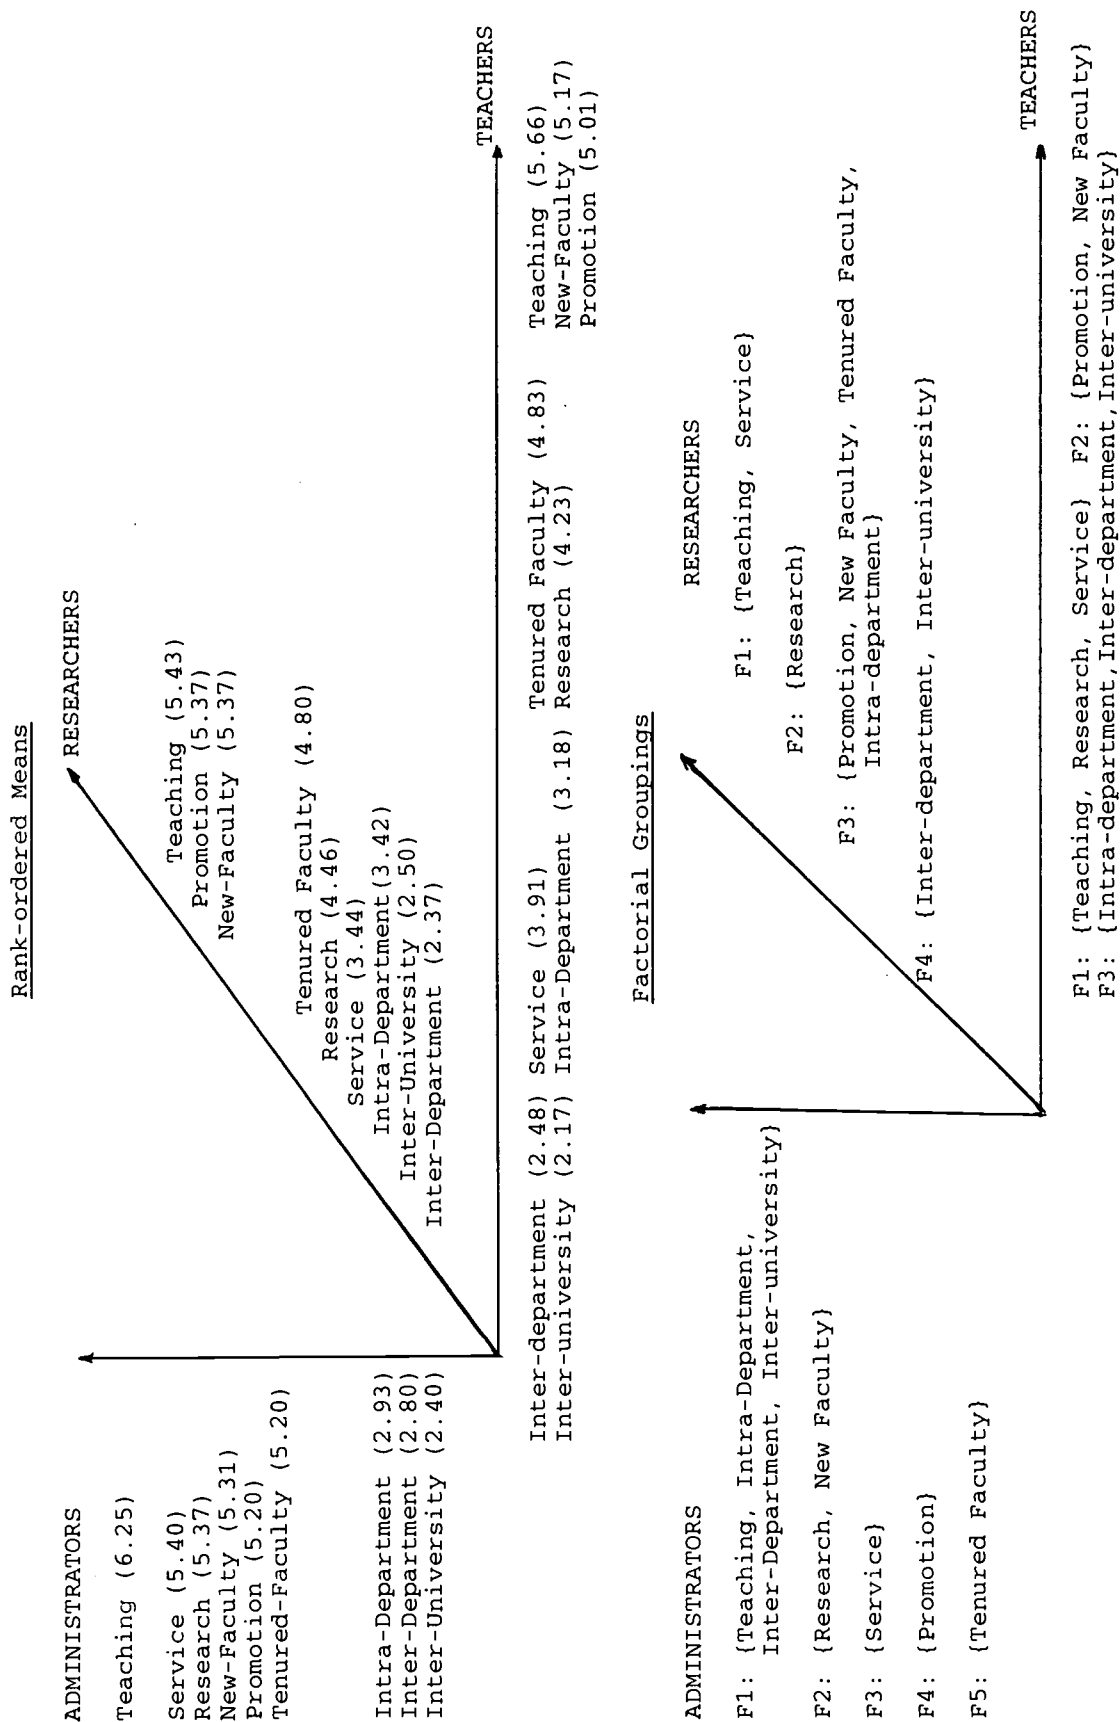 Rank-ordered Means
ADMINISTRATORS
Teaching (6.25)
Service (5.40)
Research (5.37)
New-Faculty (5.31)
Promotion (5.20)
Tenured-Faculty (5.20)
Intra-Department (2.93)
Inter-Department (2.80)
Inter-University (2.40)
RESEARCHERS
Teaching (5.43)
Promotion (5.37)
New-Faculty (5.37)
Tenured Faculty (4.80)
Research (4.46)
Service (3.44)
Intra-Department(3.42)
Inter-University (2.50)
Inter-Department (2.37)
TEACHERS
Inter-department (2.48) Service (3.91) Tenured Faculty (4.83) Teaching (5.66)
Inter-university (2.17) Intra-Department (3.18) Research (4.23) New-Faculty (5.17)
Promotion (5.01)
Factorial Groupings
ADMINISTRATORS
F1: {Teaching, Intra-Department,
Inter-Department, Inter-university}
F2: {Research, New Faculty}
F3: {Service}
F4: {Promotion}
F5: {Tenured Faculty}
RESEARCHERS
F1: {Teaching, Service}
F2: {Research}
F3: {Promotion, New Faculty, Tenured Faculty,
Intra-department}
F4: {Inter-department, Inter-university}
TEACHERS
F1: {Teaching, Research, Service} F2: {Promotion, New Faculty}
F3: {Intra-department,Inter-department,Inter-university}